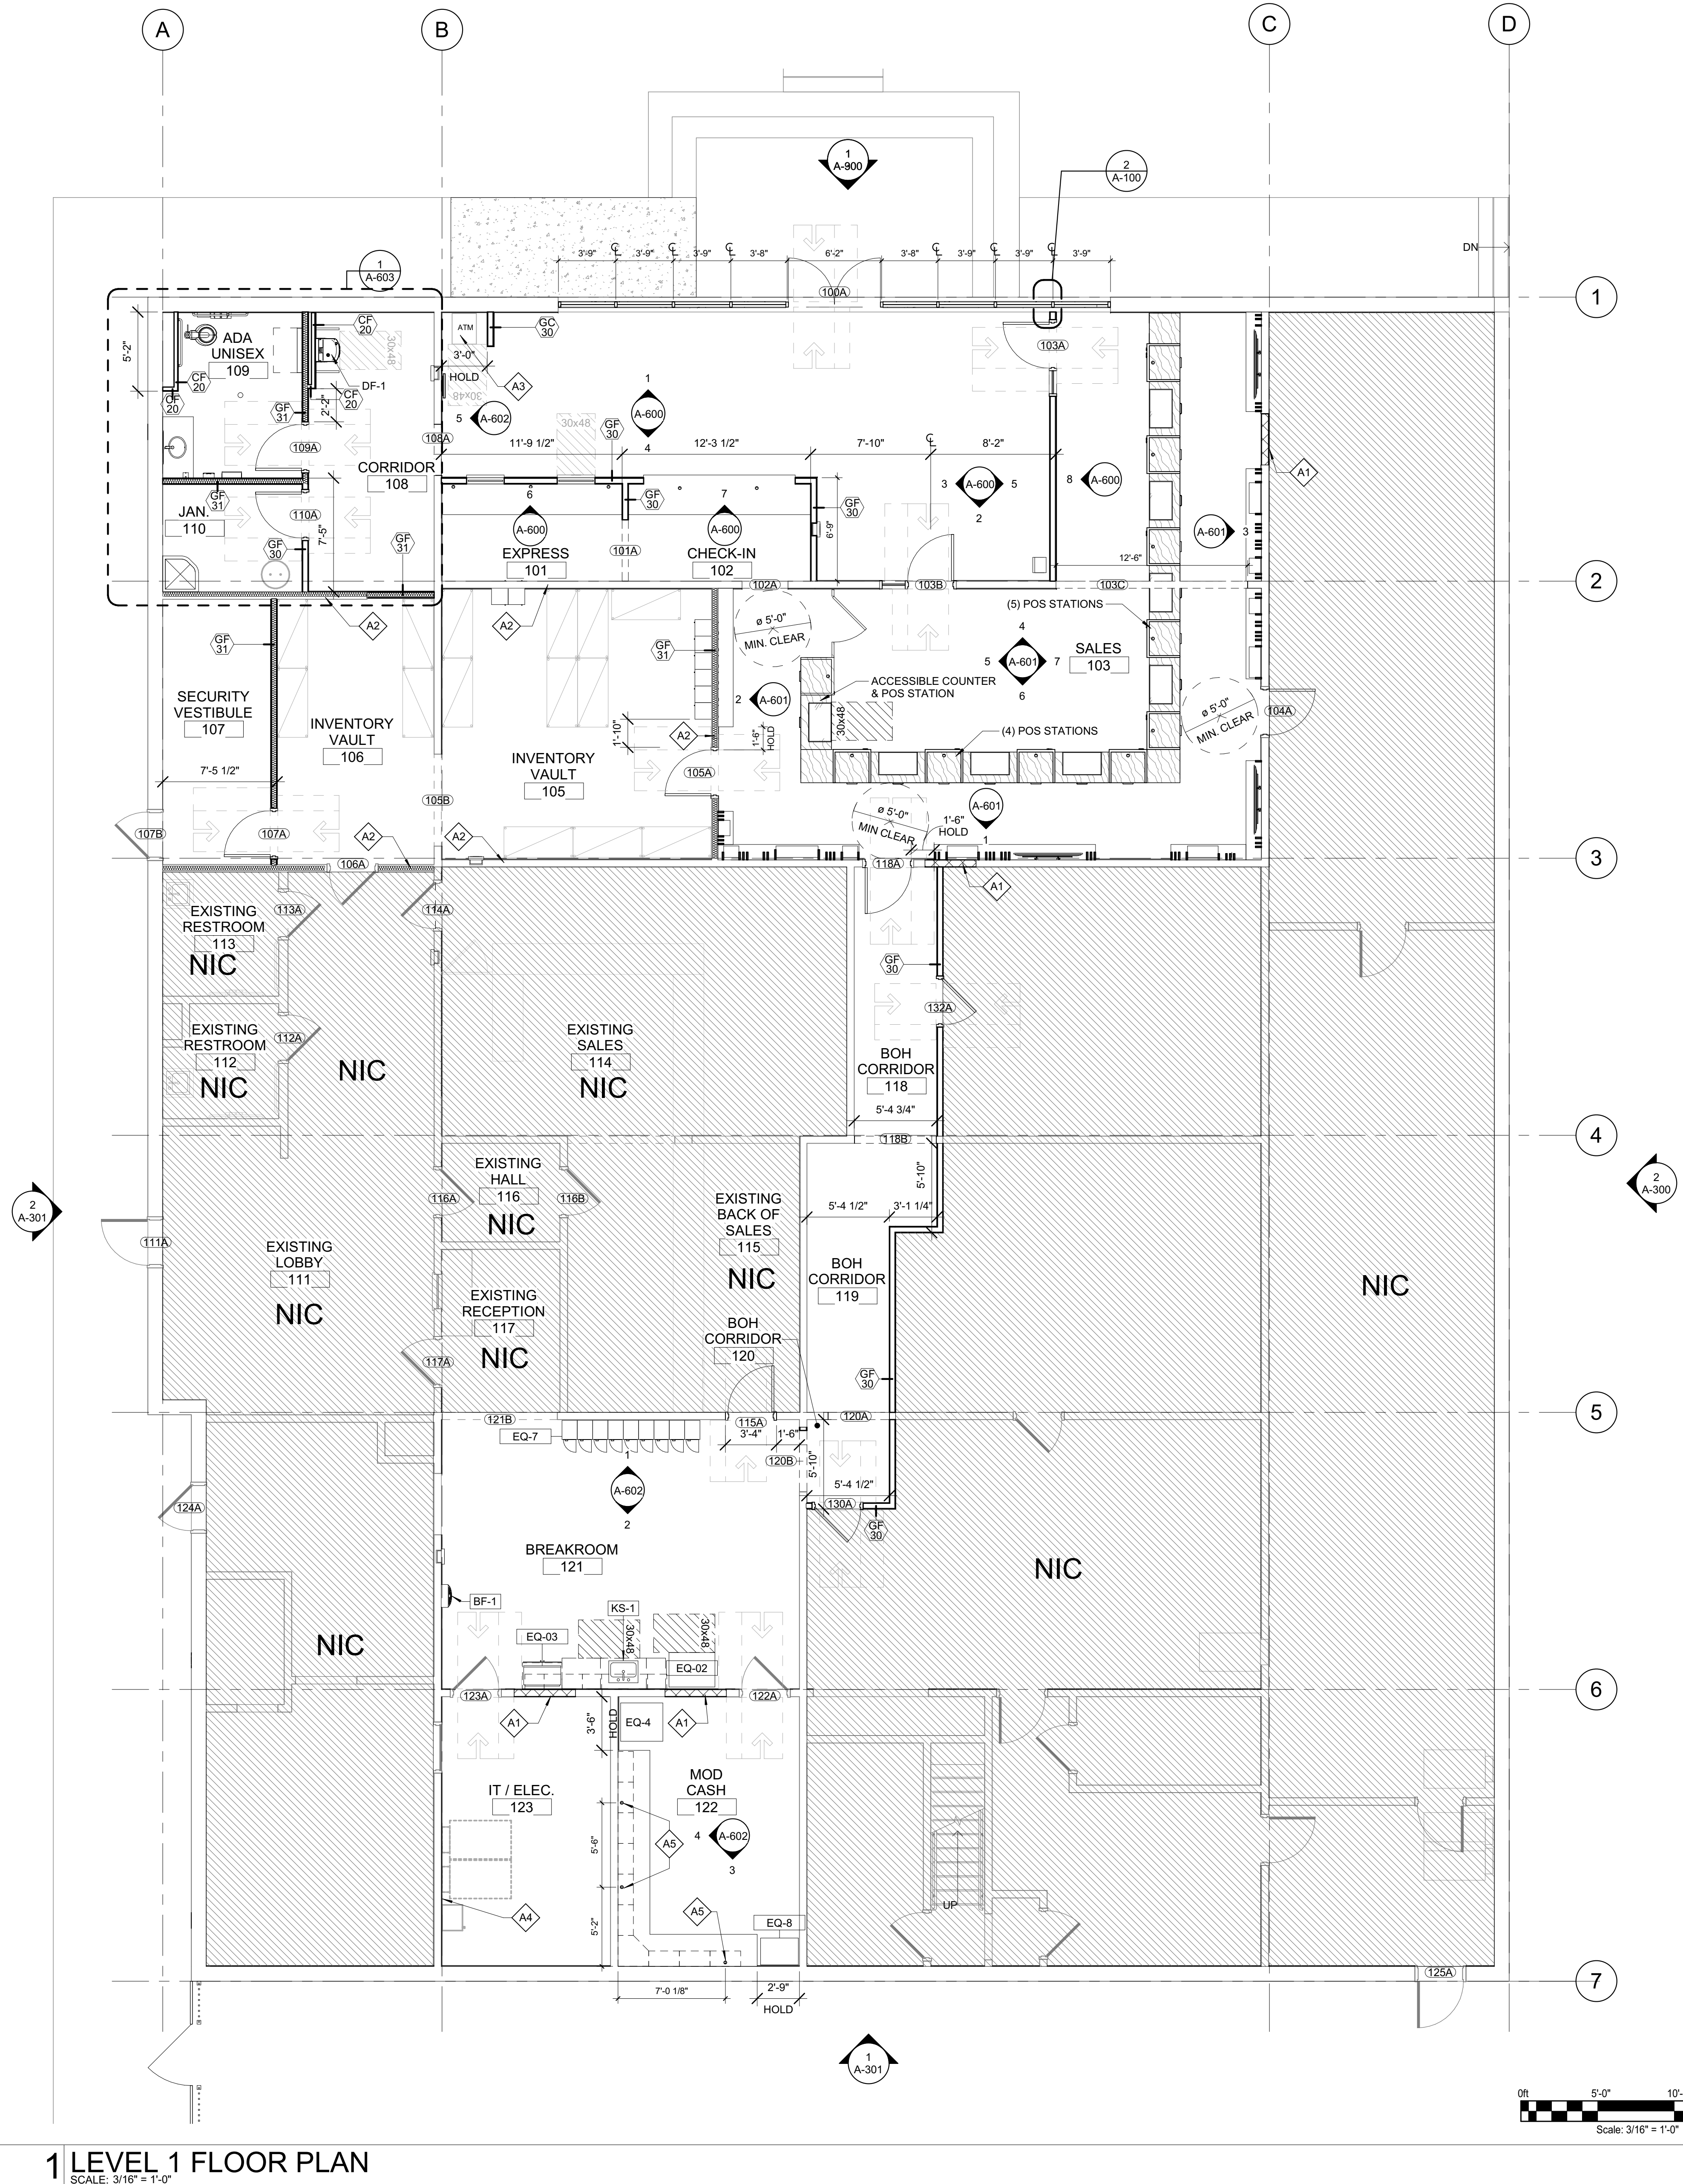 A
B
C
D
1
A-900
2
A-100
DN
3'-9"
3'-9"
3'-9"
3'-8"
6'-2"
3'-8"
3'-9"
3'-9"
3'-9"
1
A-603
100A
1
5'-2"
ADA
UNISEX
109
CF
20
30x48
ATM
GC
30
3'-0"
HOLD
103A
DF-1
A3
CF
20
CF
20
CF
20
2'-2"
30x48
GF
31
1
A-600
4
5
A-602
30x48
GF
30
109A
108A
11'-9 1/2"
12'-3 1/2"
7'-10"
8'-2"
CORRIDOR
108
A1
GF
31
6
7
GF
30
GF
30
3
A-600
5
2
8
A-600
JAN.
110
110A
7'-5"
GF
30
GF
31
A-600
A-600
6'-9"
A-601
3
EXPRESS
101
101A
CHECK-IN
102
12'-6"
102A
103B
103C
2
A2
A2
(5) POS STATIONS
ø 5'-0"
MIN. CLEAR
GF
31
GF
31
4
5
A-601
7
6
SALES
103
ACCESSIBLE COUNTER
& POS STATION
SECURITY
VESTIBULE
107
INVENTORY
VAULT
106
2
A-601
30x48
ø 5'-0"
MIN. CLEAR
104A
1'-10"
A2
1'-6"
HOLD
(4) POS STATIONS
7'-5 1/2"
INVENTORY
VAULT
105
105A
105B
107B
107A
A2
A2
ø 5'-0"
MIN CLEAR
A-601
1
1'-6"
HOLD
106A
118A
3
A1
EXISTING
RESTROOM
113
NIC
113A
114A
GF
30
132A
EXISTING
RESTROOM
112
NIC
112A
NIC
EXISTING
SALES
114
NIC
BOH
CORRIDOR
118
5'-4 3/4"
118B
4
2
A-301
2
A-300
EXISTING
HALL
116
NIC
116A
116B
5'-10"
5'-4 1/2"
3'-1 1/4"
EXISTING
BACK OF
SALES
115
NIC
111A
EXISTING
LOBBY
111
NIC
BOH
CORRIDOR
119
NIC
EXISTING
RECEPTION
117
NIC
117A
BOH
CORRIDOR
120
GF
30
121B
EQ-7
115A
3'-4"
1'-6"
120A
5
120B
5'-10"
5'-4 1/2"
1
A-602
2
124A
130A
GF
30
BREAKROOM
121
NIC
BF-1
KS-1
30x48
30x48
EQ-03
EQ-02
NIC
123A
122A
6
A1
3'-6"
HOLD
EQ-4
A1
IT / ELEC.
123
MOD
CASH
122
5'-6"
A5
4
A-602
3
A4
5'-2"
A5
EQ-8
UP
125A
7
7'-0 1/8"
2'-9"
HOLD
1
A-301
0ft
5'-0"
Scale: 3/16" = 1'-0"
1
LEVEL 1 FLOOR PLAN
SCALE: 3/16" = 1'-0"